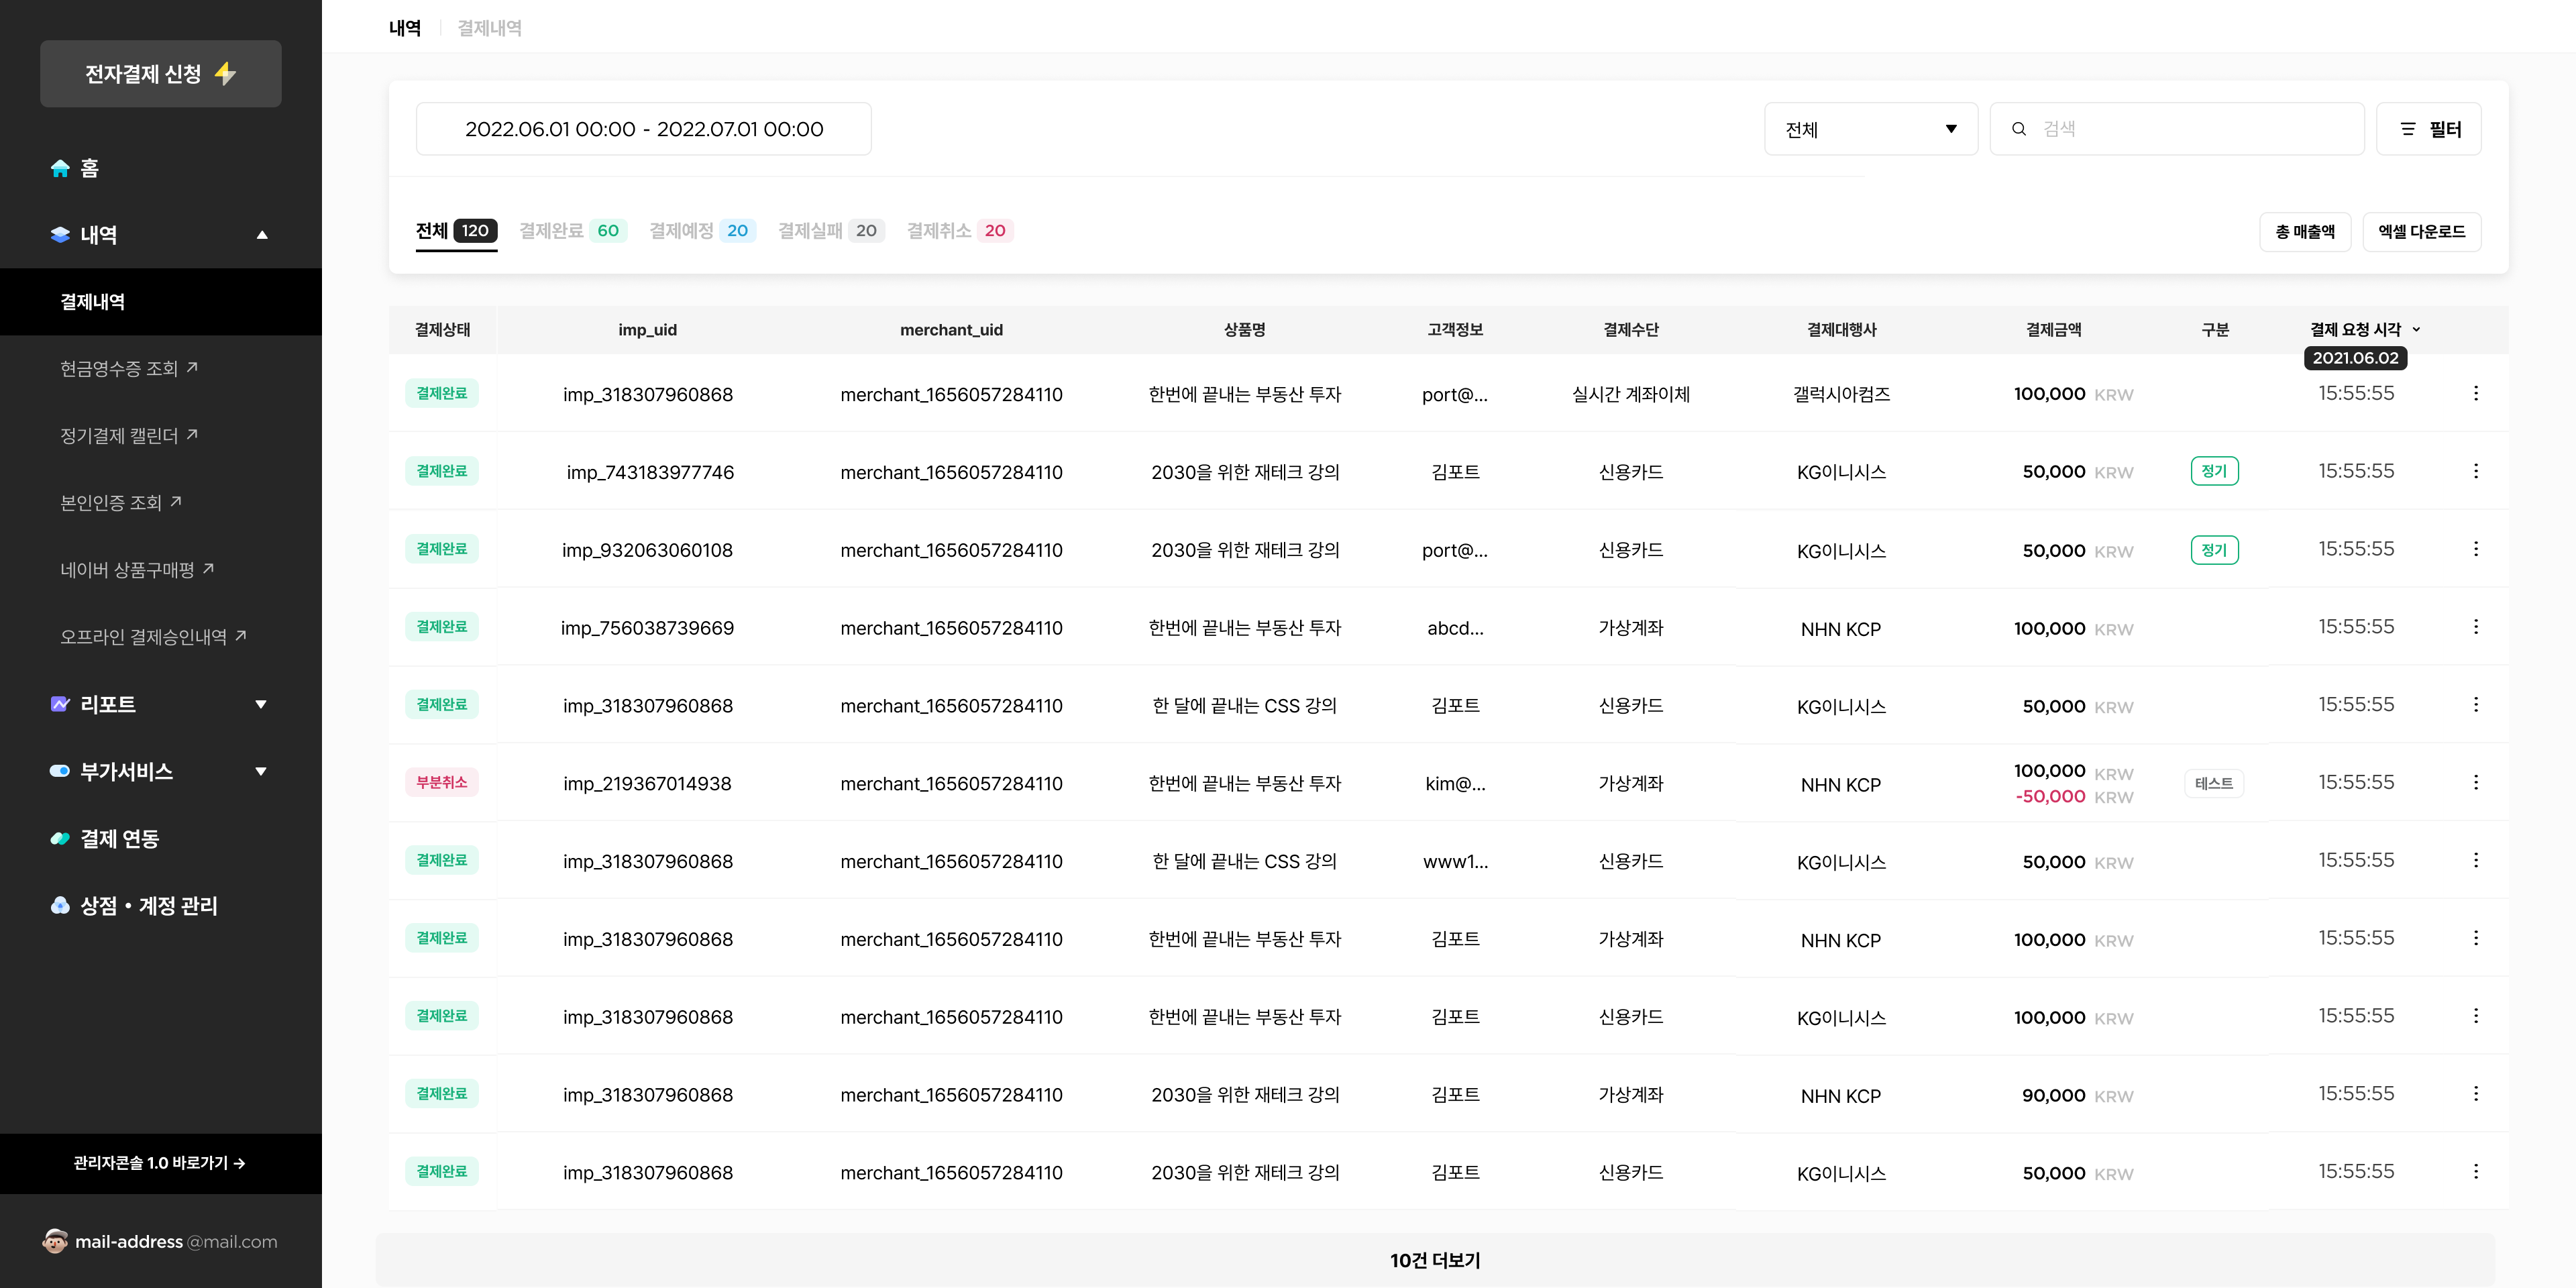 전자결제 신청
홈
내역
결제내역
현금영수증 조회
정기결제 캘린더
본인인증 조회
네이버 상품구매평
오프라인 결제승인내역
리포트
부가서비스
결제 연동
상점 • 계정 관리
관리자콘솔 1.0 바로가기 →
mail-address@mail.com
내역 결제내역
2022.06.01 00:00 - 2022.07.01 00:00 전체 검색 필터
전체 120 결제완료 60 결제예정 20 결제실패 20 결제취소 20 총 매출액 엑셀 다운로드
결제상태 imp_uid merchant_uid 상품명 고객정보 결제수단 결제대행사 결제금액 구분 결제 요청 시각
2021.06.02
결제완료 imp_318307960868 merchant_1656057284110 한번에 끝내는 부동산 투자 port@... 실시간 계좌이체 갤럭시아컴즈 100,000 KRW 15:55:55
결제완료 imp_743183977746 merchant_1656057284110 2030을 위한 재테크 강의 김포트 신용카드 KG이니시스 50,000 KRW 정기 15:55:55
결제완료 imp_932063060108 merchant_1656057284110 2030을 위한 재테크 강의 port@... 신용카드 KG이니시스 50,000 KRW 정기 15:55:55
결제완료 imp_756038739669 merchant_1656057284110 한번에 끝내는 부동산 투자 abcd... 가상계좌 NHN KCP 100,000 KRW 15:55:55
결제완료 imp_318307960868 merchant_1656057284110 한 달에 끝내는 CSS 강의 김포트 신용카드 KG이니시스 50,000 KRW 15:55:55
부분취소 imp_219367014938 merchant_1656057284110 한번에 끝내는 부동산 투자 kim@... 가상계좌 NHN KCP 100,000 KRW 테스트 15:55:55
-50,000 KRW
결제완료 imp_318307960868 merchant_1656057284110 한 달에 끝내는 CSS 강의 www1... 신용카드 KG이니시스 50,000 KRW 15:55:55
결제완료 imp_318307960868 merchant_1656057284110 한번에 끝내는 부동산 투자 김포트 가상계좌 NHN KCP 100,000 KRW 15:55:55
결제완료 imp_318307960868 merchant_1656057284110 한번에 끝내는 부동산 투자 김포트 신용카드 KG이니시스 100,000 KRW 15:55:55
결제완료 imp_318307960868 merchant_1656057284110 2030을 위한 재테크 강의 김포트 가상계좌 NHN KCP 90,000 KRW 15:55:55
결제완료 imp_318307960868 merchant_1656057284110 2030을 위한 재테크 강의 김포트 신용카드 KG이니시스 50,000 KRW 15:55:55
10건 더보기